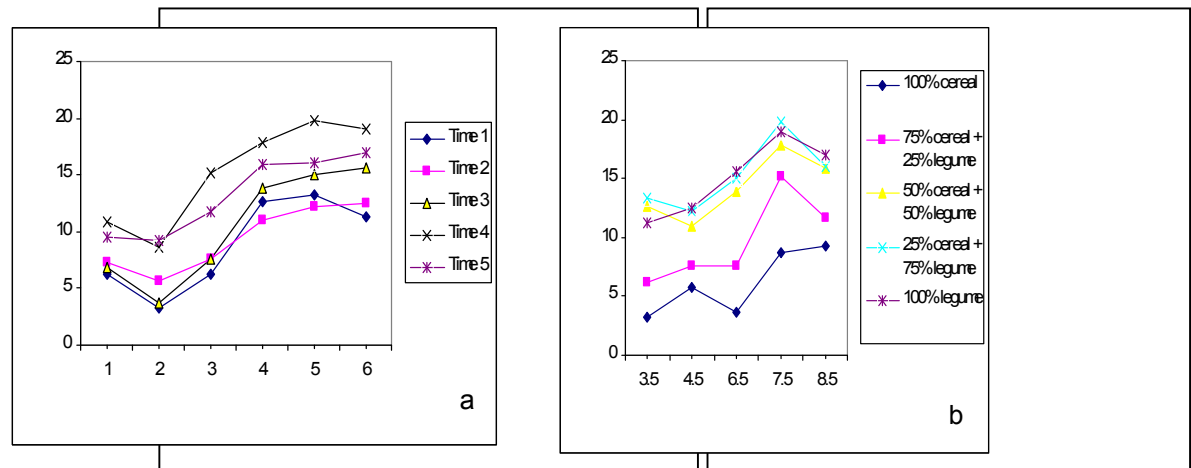 25
20
15
10
5
0
1 2 3 4 5 6
Time 1
Time 2
Time 3
Time 4
Time 5
a
25
20
15
10
5
0
3.5 4.5 6.5 7.5 8.5
100% cereal
75% cereal +
25% legume
50% cereal +
50% legume
25% cereal +
75% legume
100% legume
b